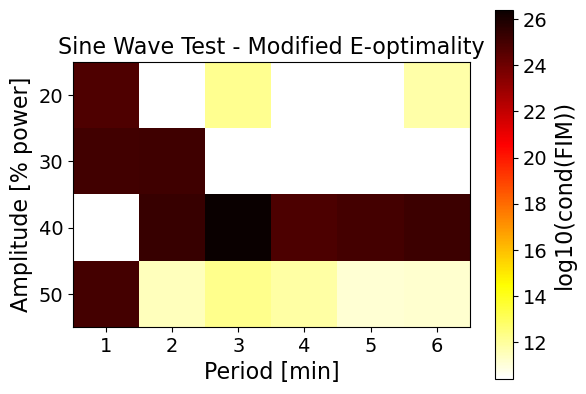 Sine Wave Test - Modified E-optimality
Amplitude [% power]
20
30
40
50
1 2 3 4 5 6
Period [min]
26
24
22
20
18
16
14
12
log10(cond(FIM))